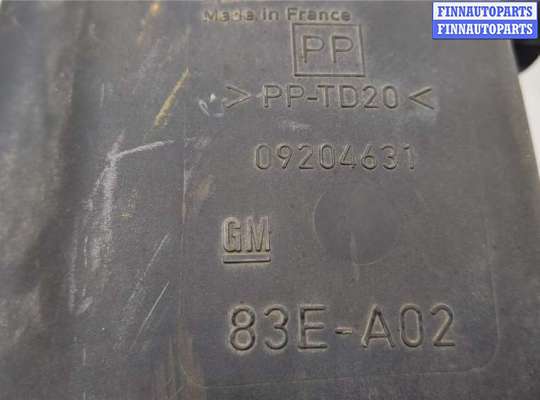 FINNAUTOPARTS
FINNAUTOPARTS
Made in France
PP
>PP-TD20<
09204631
GM
83E-A02